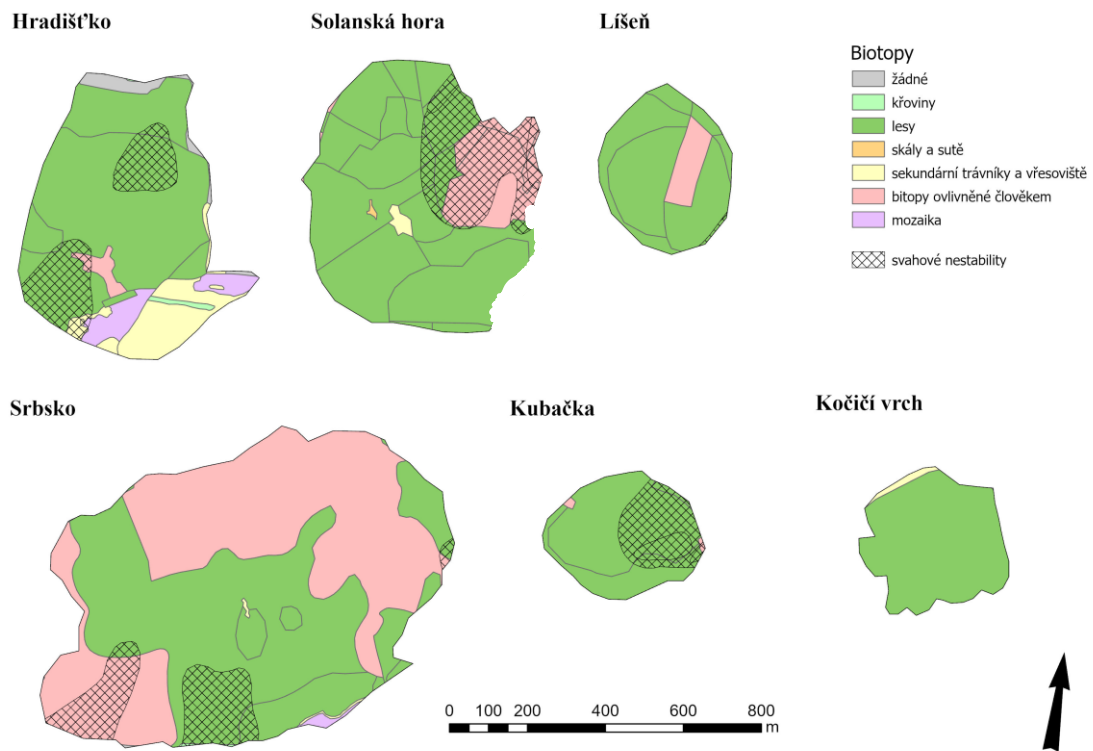 Hradišťko
Solanská hora
Líšeň
Biotopy
žádné
křoviny
lesy
skály a sutě
sekundární trávníky a vřesoviště
bitopy ovlivněné člověkem
mozaika
svahové nestability
Srbsko
Kubačka
Kočičí vrch
0 100 200 400 600 800
m